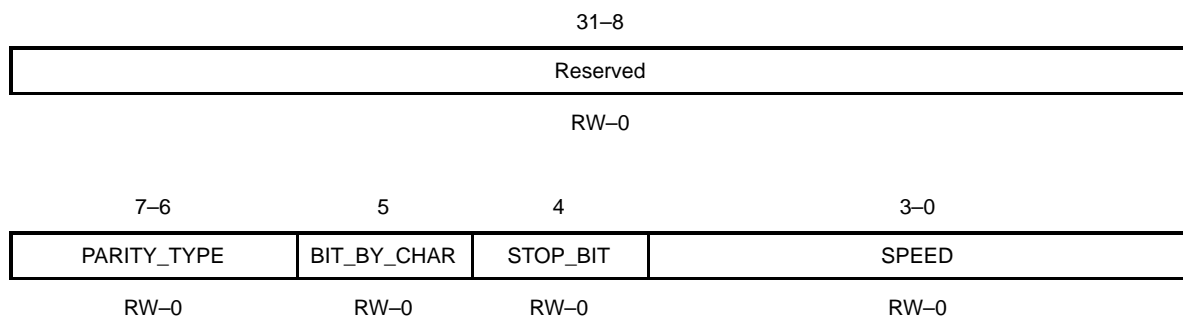 31–8
Reserved
RW–0
7–6 5 4 3–0
PARITY_TYPE BIT_BY_CHAR STOP_BIT SPEED
RW–0 RW–0 RW–0 RW–0